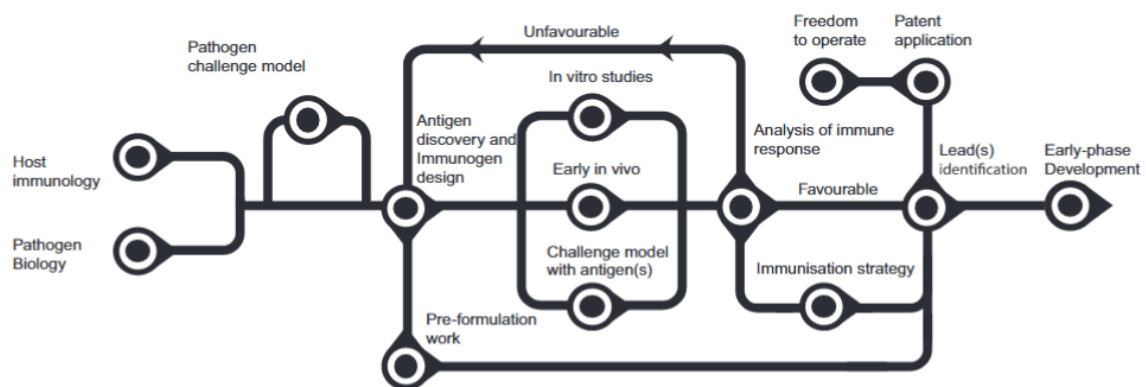 Pathogen
challenge model
Host
immunology
Pathogen
Biology
Unfavourable
Antigen
discovery and
Immunogen
design
In vitro studies
Early in vivo
Challenge model
with antigen(s)
Pre-formulation
work
Analysis of immune
response
Favourable
Immunisation strategy
Freedom
to operate
Patent
application
Lead(s)
identification
Early-phase
Development